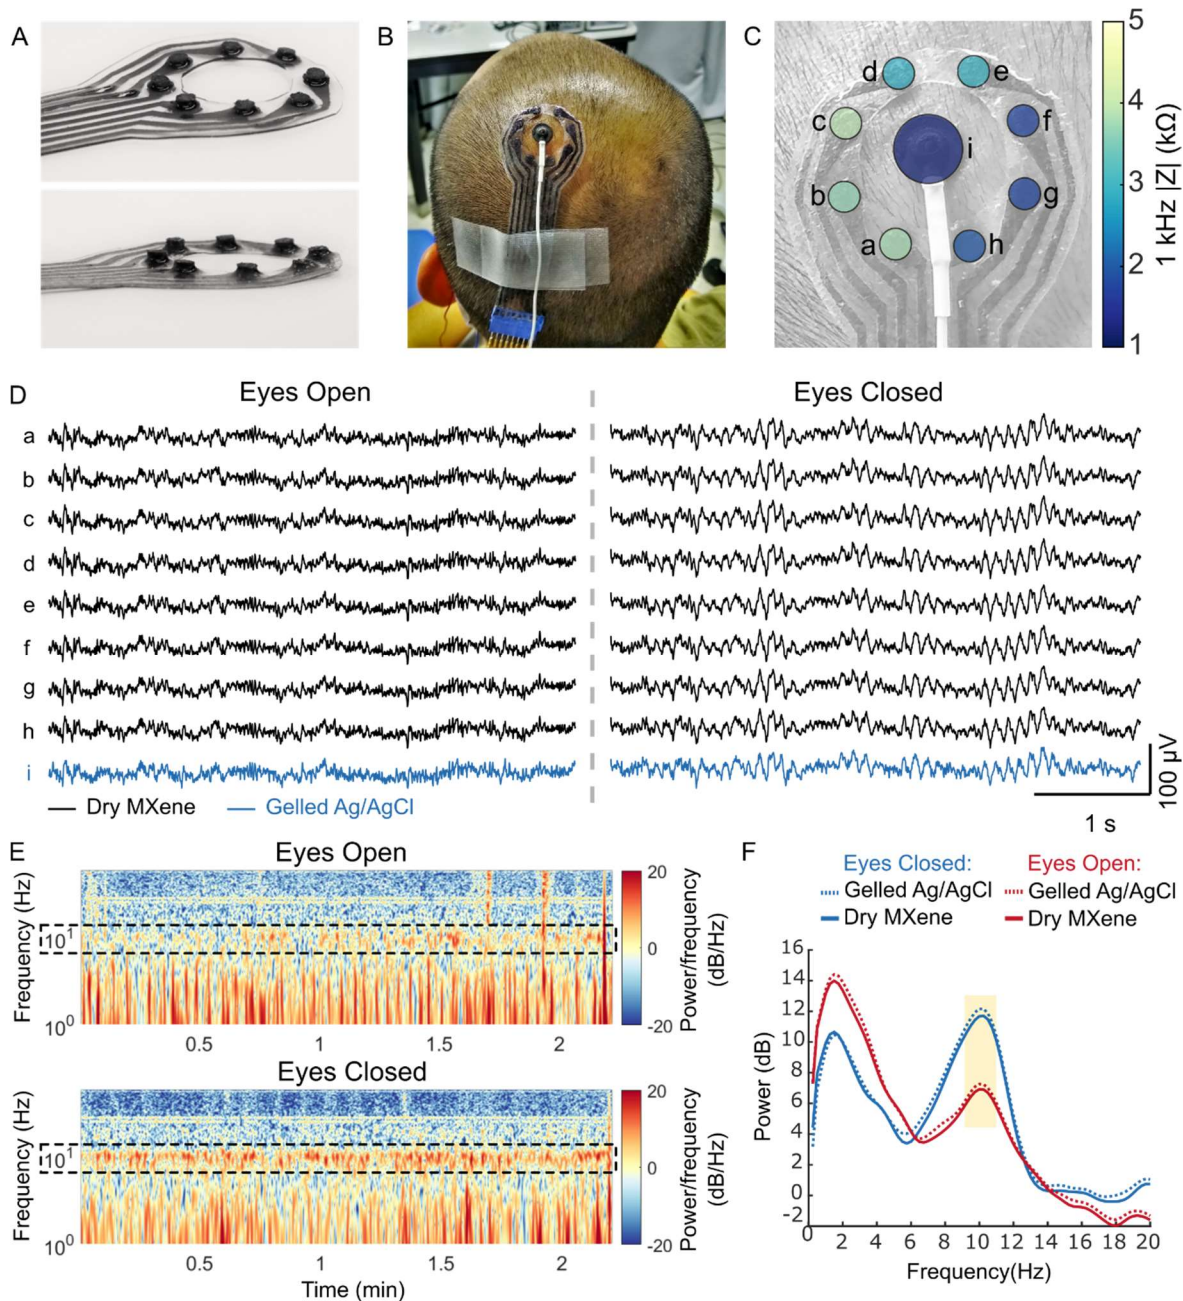 A
B
C
d
e
c
f
i
b
g
a
h
5
4
3
2
1
1 kHz |Z| (kΩ)
D
Eyes Open
Eyes Closed
a
b
c
d
e
f
g
h
i
Dry MXene
Gelled Ag/AgCl
100 µV
1 s
E
Eyes Open
Frequency (Hz)
10¹
10⁰
0.5
1
1.5
2
20
0
-20
Power/frequency
(dB/Hz)
Eyes Closed
Frequency (Hz)
10¹
10⁰
0.5
1
1.5
2
Time (min)
20
0
-20
Power/frequency
(dB/Hz)
F
Eyes Closed:
Gelled Ag/AgCl
Dry MXene
Eyes Open:
Gelled Ag/AgCl
Dry MXene
16
14
12
10
8
6
4
2
0
-2
Power (dB)
0
2
4
6
8
10
12
14
16
18
20
Frequency(Hz)